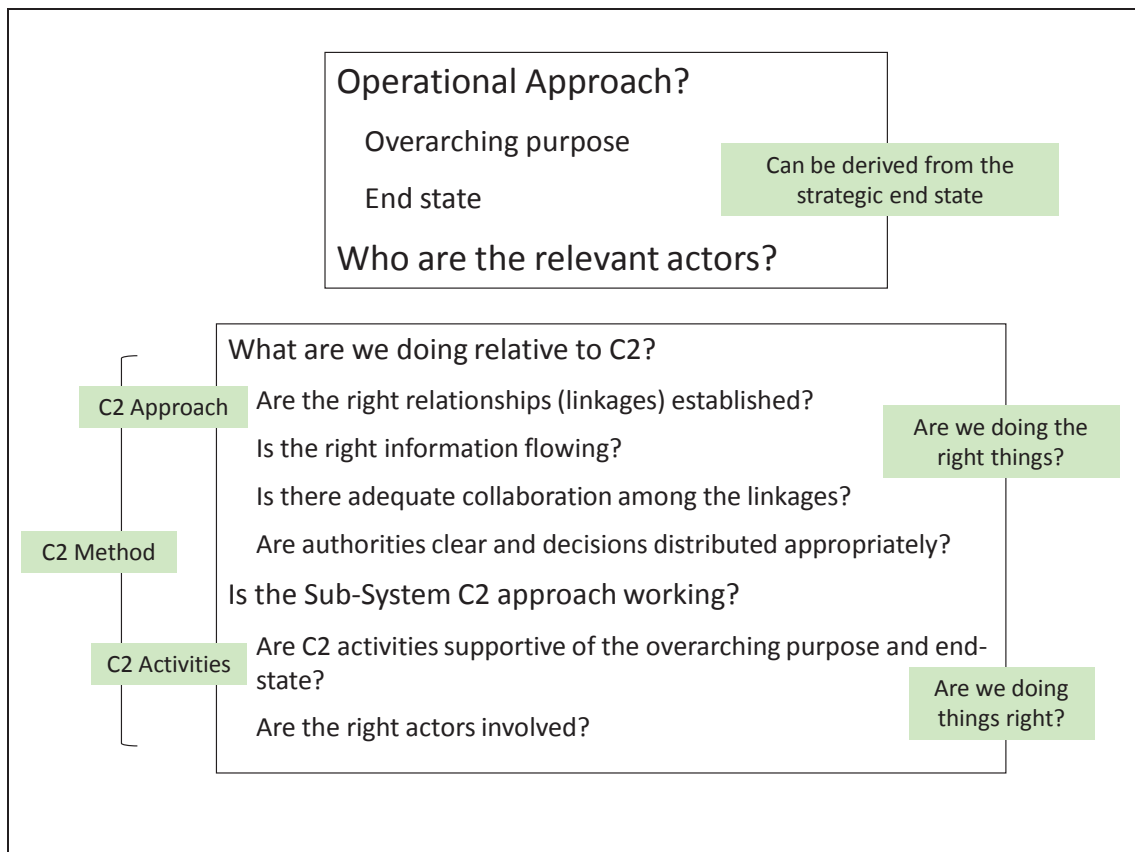 Operational Approach?
Overarching purpose
End state
Can be derived from the
strategic end state
Who are the relevant actors?
What are we doing relative to C2?
C2 Approach
Are the right relationships (linkages) established?
Are we doing the
right things?
Is the right information flowing?
Is there adequate collaboration among the linkages?
C2 Method
Are authorities clear and decisions distributed appropriately?
Is the Sub-System C2 approach working?
C2 Activities
Are C2 activities supportive of the overarching purpose and end-
state?
Are we doing
things right?
Are the right actors involved?